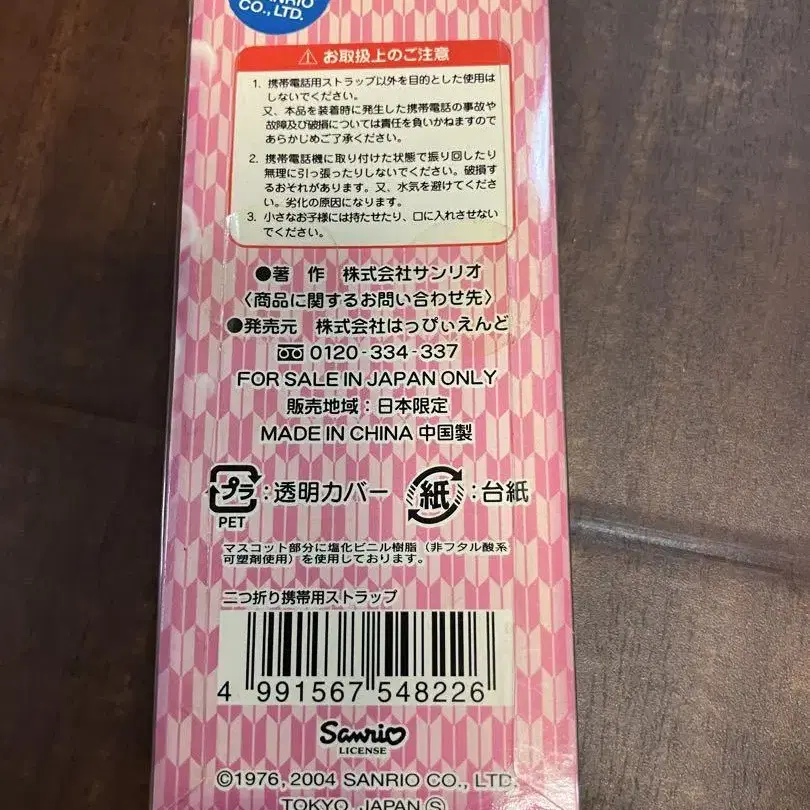 SANRIO
CO., LTD.
⚠ お取扱上のご注意
1. 携帯電話用ストラップ以外を目的とした使用は
しないでください。
又、本品を装着時に発生した携帯電話の事故や
故障及び破損については責任を負いかねますので
あらかじめご了承ください。
2. 携帯電話機に取り付けた状態で振り回したり
無理に引っ張ったりしないでください。破損す
るおそれがあります。又、水気を避けてくださ
い。劣化の原因になります。
3. 小さなお子様には持たせたり、口に入れさせない
でください。
●著 作 株式会社サンリオ
〈商品に関するお問い合わせ先〉
●発売元 株式会社はっぴぃえんど
0120-334-337
FOR SALE IN JAPAN ONLY
販売地域：日本限定
MADE IN CHINA 中国製
プラ：透明カバー 紙：台紙
PET
マスコット部分に塩化ビニル樹脂（非フタル酸系
可塑剤使用）を使用しております。
二つ折り携帯用ストラップ
4 991567 548226
Sanrio
LICENSE
©1976, 2004 SANRIO CO., LTD
TOKYO, JAPAN Ⓢ